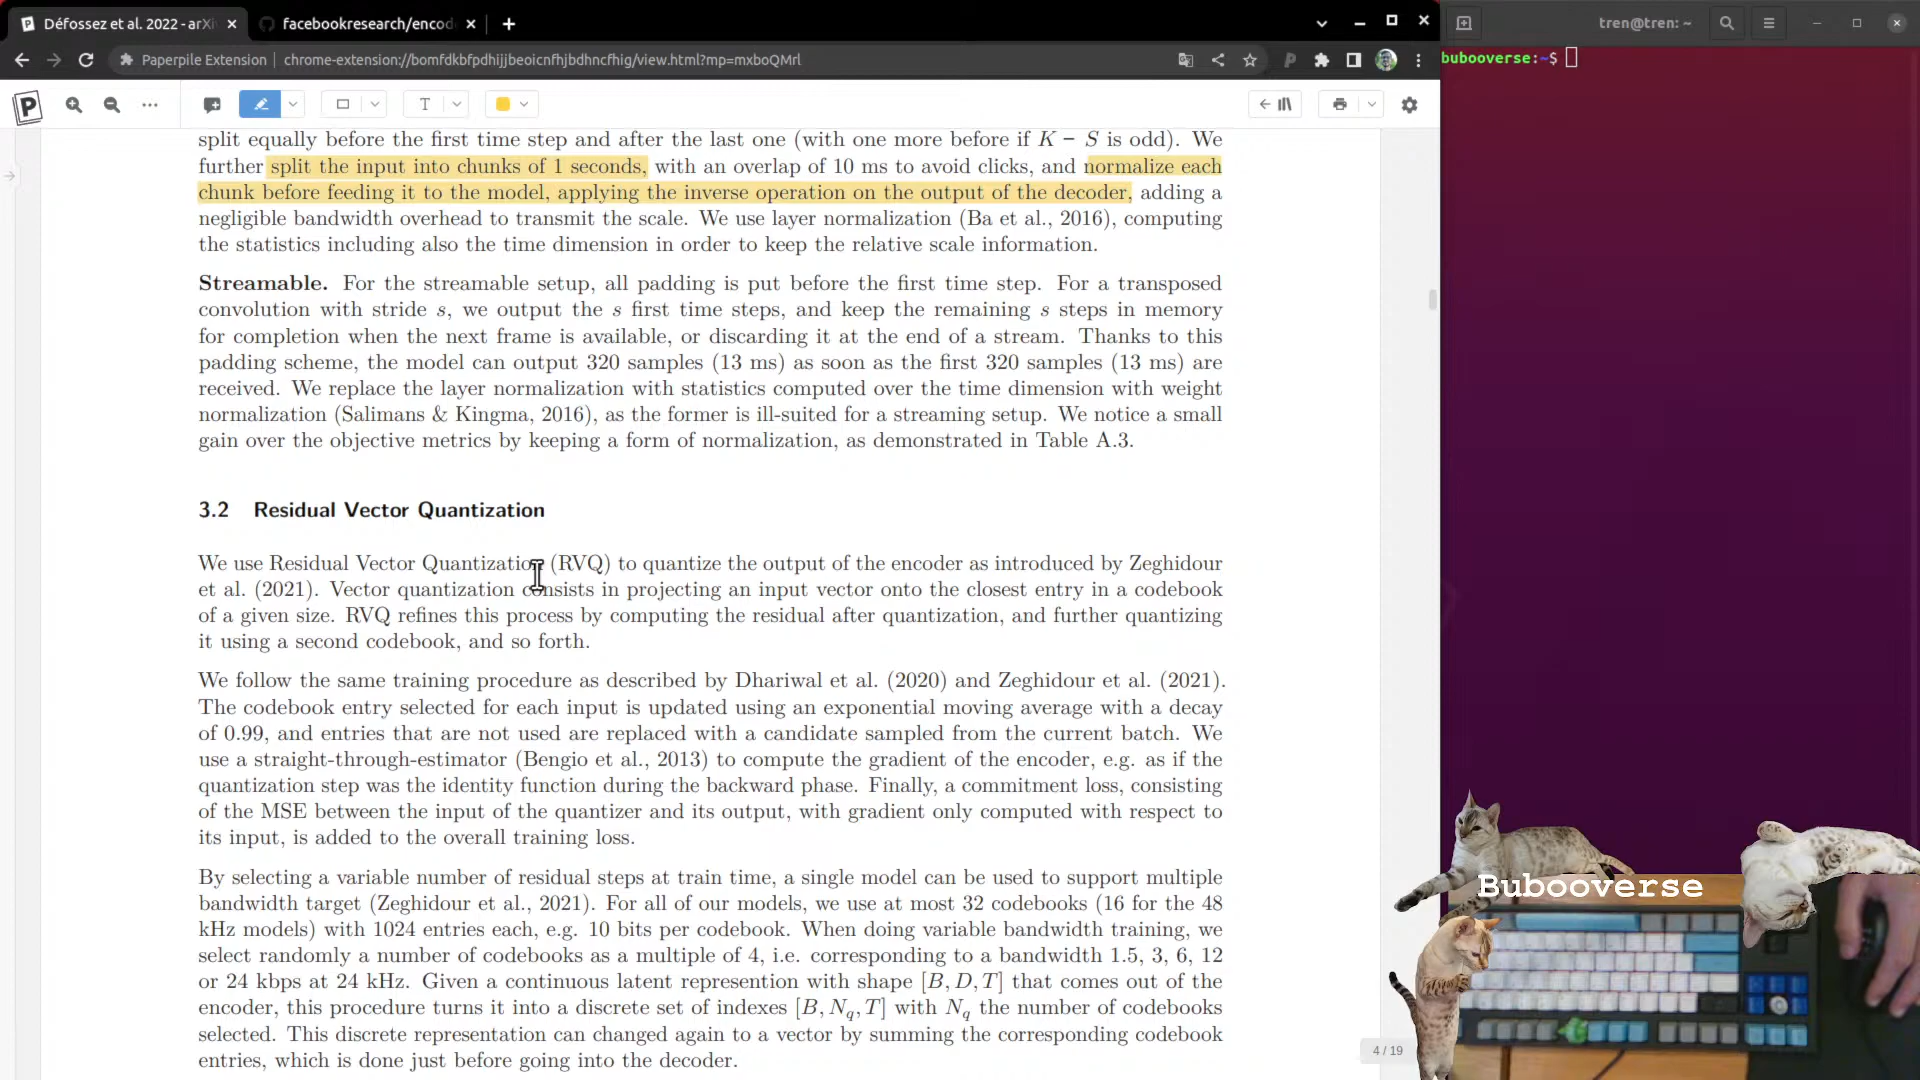 Défossez et al. 2022 - arXi
facebookresearch/encod
tren@tren: ~
Paperpile Extension
chrome-extension://bomfdkbfpdhijjbeoicnfhjbdhncfhig/view.html?mp=mxboQMrl
bubooverse:~$
split equally before the first time step and after the last one (with one more before if K − S is odd). We
further split the input into chunks of 1 seconds, with an overlap of 10 ms to avoid clicks, and normalize each
chunk before feeding it to the model, applying the inverse operation on the output of the decoder, adding a
negligible bandwidth overhead to transmit the scale. We use layer normalization (Ba et al., 2016), computing
the statistics including also the time dimension in order to keep the relative scale information.
Streamable. For the streamable setup, all padding is put before the first time step. For a transposed
convolution with stride s, we output the s first time steps, and keep the remaining s steps in memory
for completion when the next frame is available, or discarding it at the end of a stream. Thanks to this
padding scheme, the model can output 320 samples (13 ms) as soon as the first 320 samples (13 ms) are
received. We replace the layer normalization with statistics computed over the time dimension with weight
normalization (Salimans & Kingma, 2016), as the former is ill-suited for a streaming setup. We notice a small
gain over the objective metrics by keeping a form of normalization, as demonstrated in Table A.3.
3.2 Residual Vector Quantization
We use Residual Vector Quantization (RVQ) to quantize the output of the encoder as introduced by Zeghidour
et al. (2021). Vector quantization consists in projecting an input vector onto the closest entry in a codebook
of a given size. RVQ refines this process by computing the residual after quantization, and further quantizing
it using a second codebook, and so forth.
We follow the same training procedure as described by Dhariwal et al. (2020) and Zeghidour et al. (2021).
The codebook entry selected for each input is updated using an exponential moving average with a decay
of 0.99, and entries that are not used are replaced with a candidate sampled from the current batch. We
use a straight-through-estimator (Bengio et al., 2013) to compute the gradient of the encoder, e.g. as if the
quantization step was the identity function during the backward phase. Finally, a commitment loss, consisting
of the MSE between the input of the quantizer and its output, with gradient only computed with respect to
its input, is added to the overall training loss.
By selecting a variable number of residual steps at train time, a single model can be used to support multiple
bandwidth target (Zeghidour et al., 2021). For all of our models, we use at most 32 codebooks (16 for the 48
kHz models) with 1024 entries each, e.g. 10 bits per codebook. When doing variable bandwidth training, we
select randomly a number of codebooks as a multiple of 4, i.e. corresponding to a bandwidth 1.5, 3, 6, 12
or 24 kbps at 24 kHz. Given a continuous latent represention with shape [B, D, T] that comes out of the
encoder, this procedure turns it into a discrete set of indexes [B, Nq, T] with Nq the number of codebooks
selected. This discrete representation can changed again to a vector by summing the corresponding codebook
entries, which is done just before going into the decoder.
4 / 19
Bubooverse